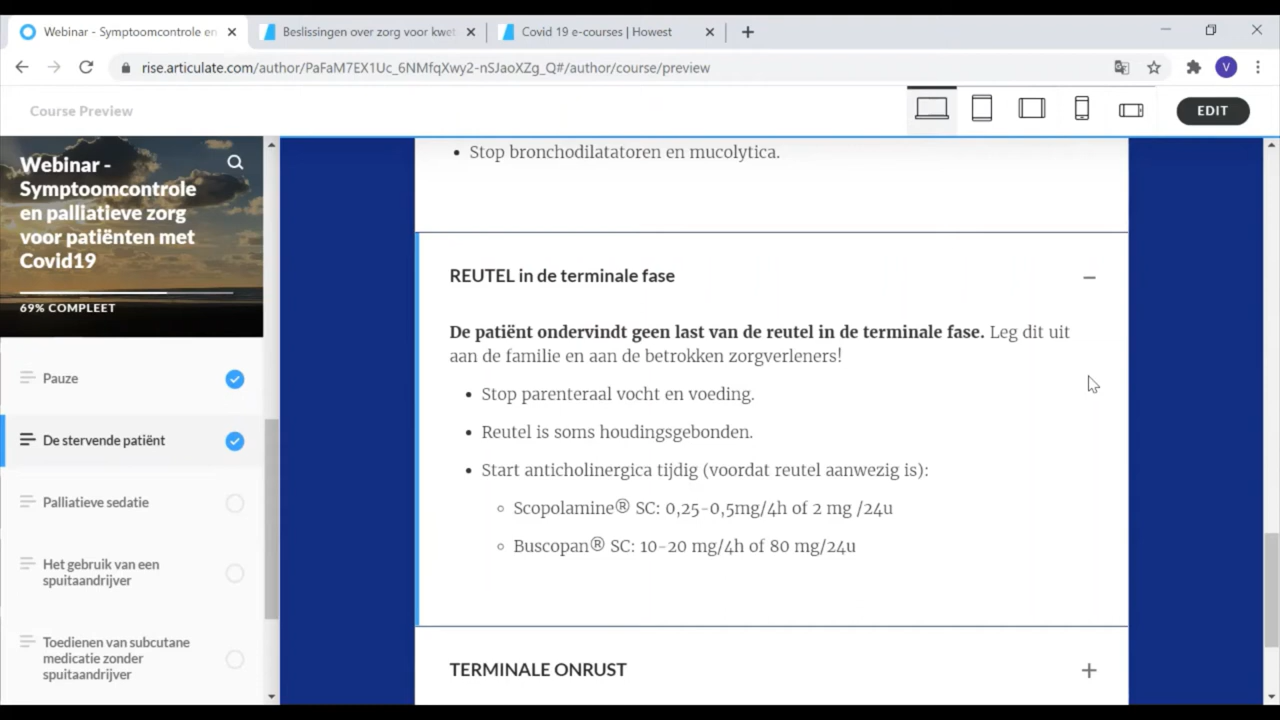 Webinar - Symptoomcontrole en
Beslissingen over zorg voor kwet
Covid 19 e-courses | Howest
rise.articulate.com/author/PaFaM7EX1Uc_6NMfqXwy2-nSJaoXZg_Q#/author/course/preview
V
Course Preview
EDIT
Webinar -
Symptoomcontrole
en palliatieve zorg
voor patiënten met
Covid19
69% COMPLEET
Pauze
De stervende patiënt
Palliatieve sedatie
Het gebruik van een
spuitaandrijver
Toedienen van subcutane
medicatie zonder
spuitaandrijver
• Stop bronchodilatatoren en mucolytica.
REUTEL in de terminale fase
De patiënt ondervindt geen last van de reutel in de terminale fase. Leg dit uit
aan de familie en aan de betrokken zorgverleners!
• Stop parenteraal vocht en voeding.
• Reutel is soms houdingsgebonden.
• Start anticholinergica tijdig (voordat reutel aanwezig is):
◦ Scopolamine® SC: 0,25-0,5mg/4h of 2 mg /24u
◦ Buscopan® SC: 10-20 mg/4h of 80 mg/24u
TERMINALE ONRUST